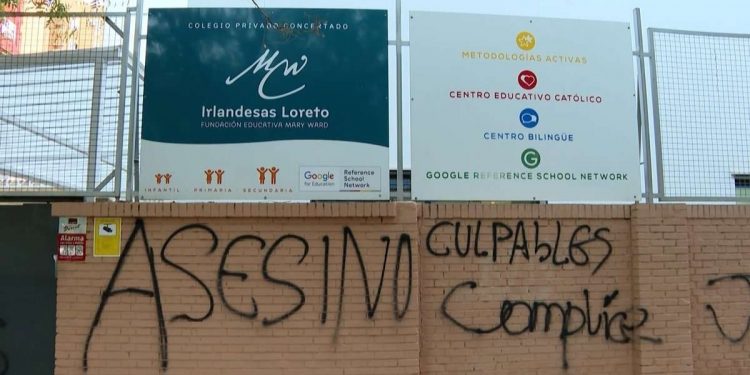 COLEGIO PRIVADO CONCERTADO
MW
Irlandesas Loreto
FUNDACIÓN EDUCATIVA MARY WARD
INFANTIL
PRIMARIA
SECUNDARIA
Google for Education
Reference School Network
METODOLOGÍAS ACTIVAS
CENTRO EDUCATIVO CATÓLICO
CENTRO BILINGÜE
G
GOOGLE REFERENCE SCHOOL NETWORK
Alarma
ASESINO
CULPAbLES
Complice